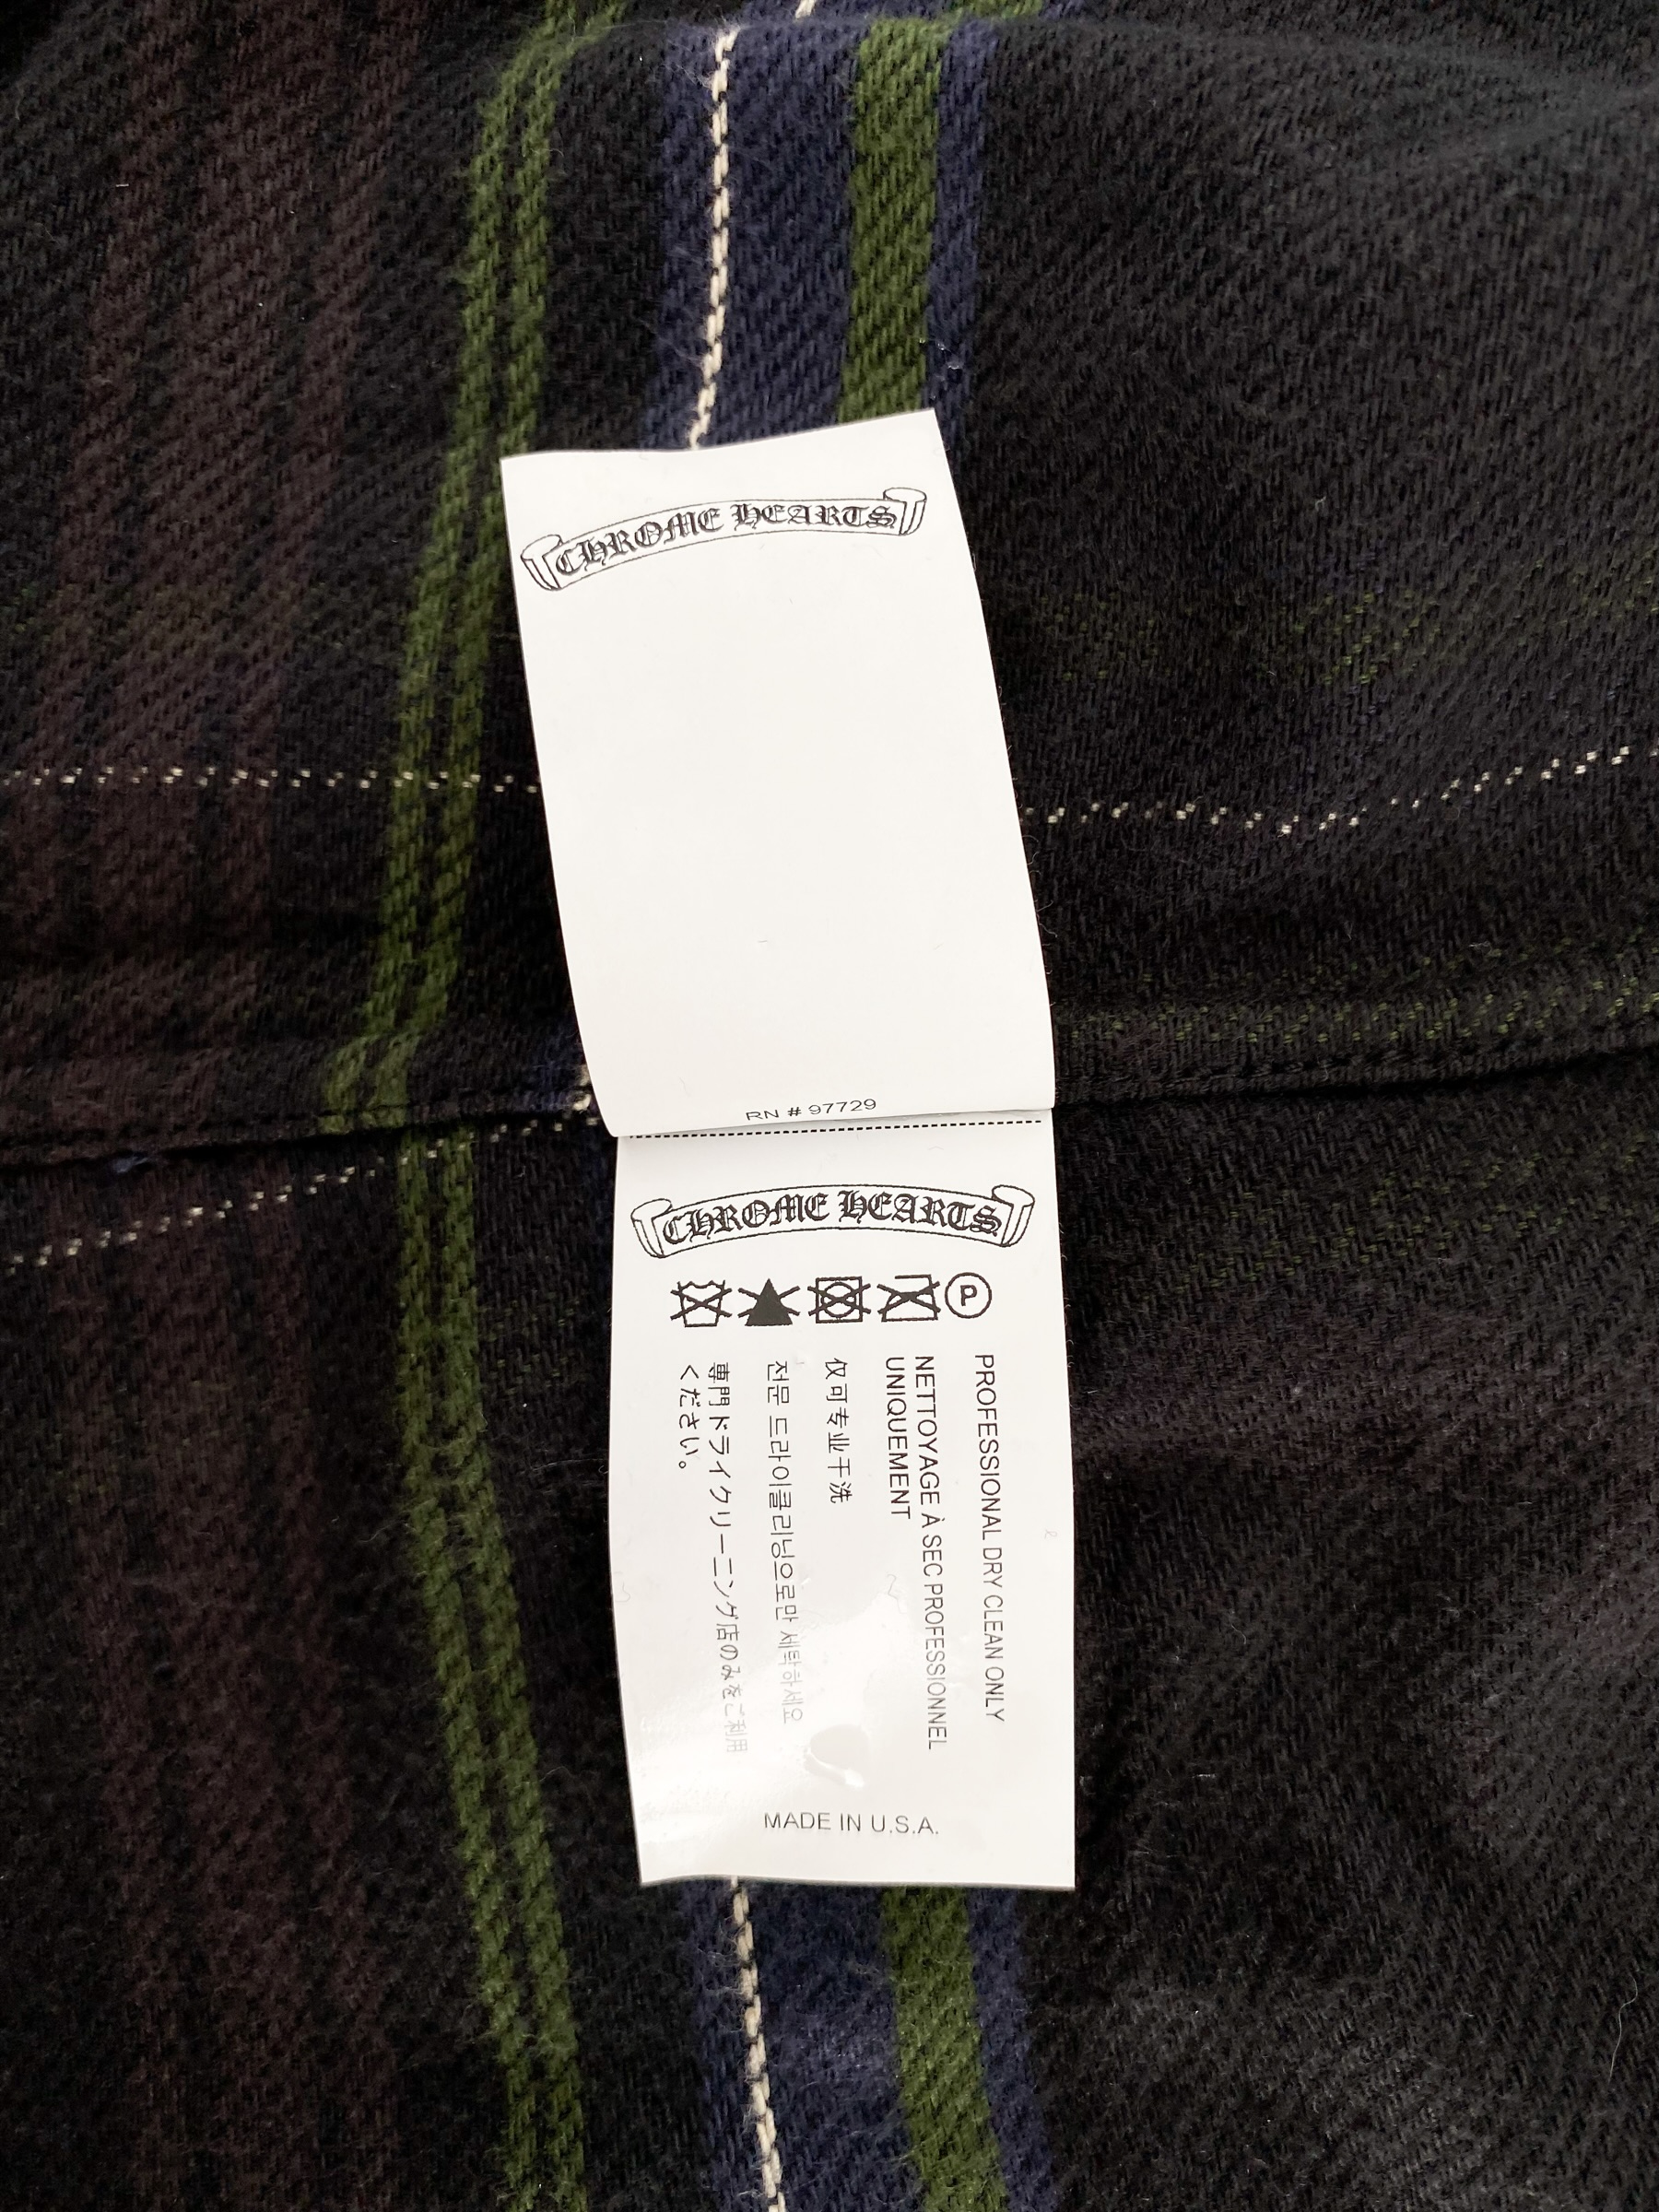 CHROME HEARTS
RN # 97729
CHROME HEARTS
P
PROFESSIONAL DRY CLEAN ONLY
NETTOYAGE À SEC PROFESSIONNEL
UNIQUEMENT
仅可专业干洗
전문 드라이클리닝으로만 세탁하세요
専門ドライクリーニング店のみをご利用
ください。
MADE IN U.S.A.